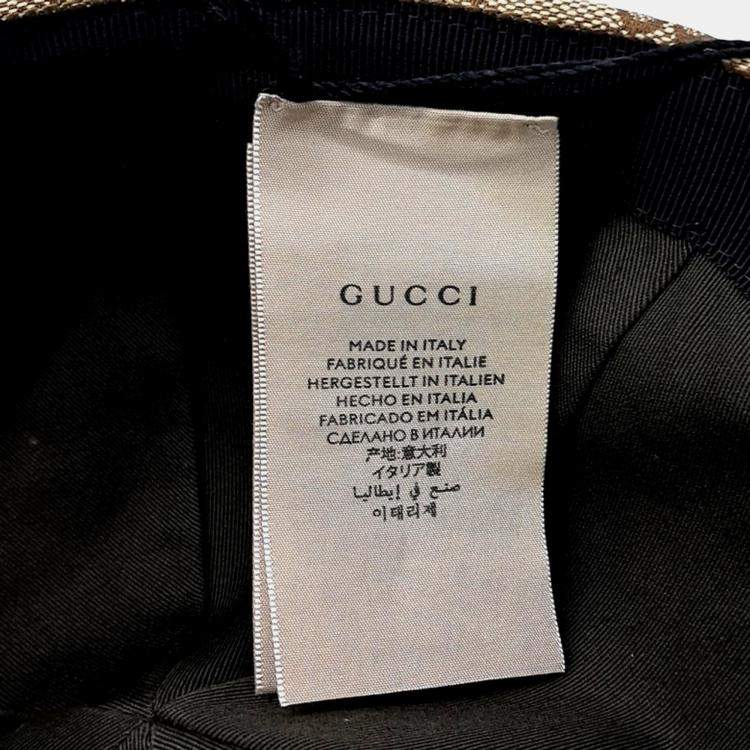 GUCCI
MADE IN ITALY
FABRIQUÉ EN ITALIE
HERGESTELLT IN ITALIEN
HECHO EN ITALIA
FABRICADO EM ITÁLIA
СДЕЛАНО В ИТАЛИИ
产地:意大利
イタリア製
صنع في إيطاليا
이태리제